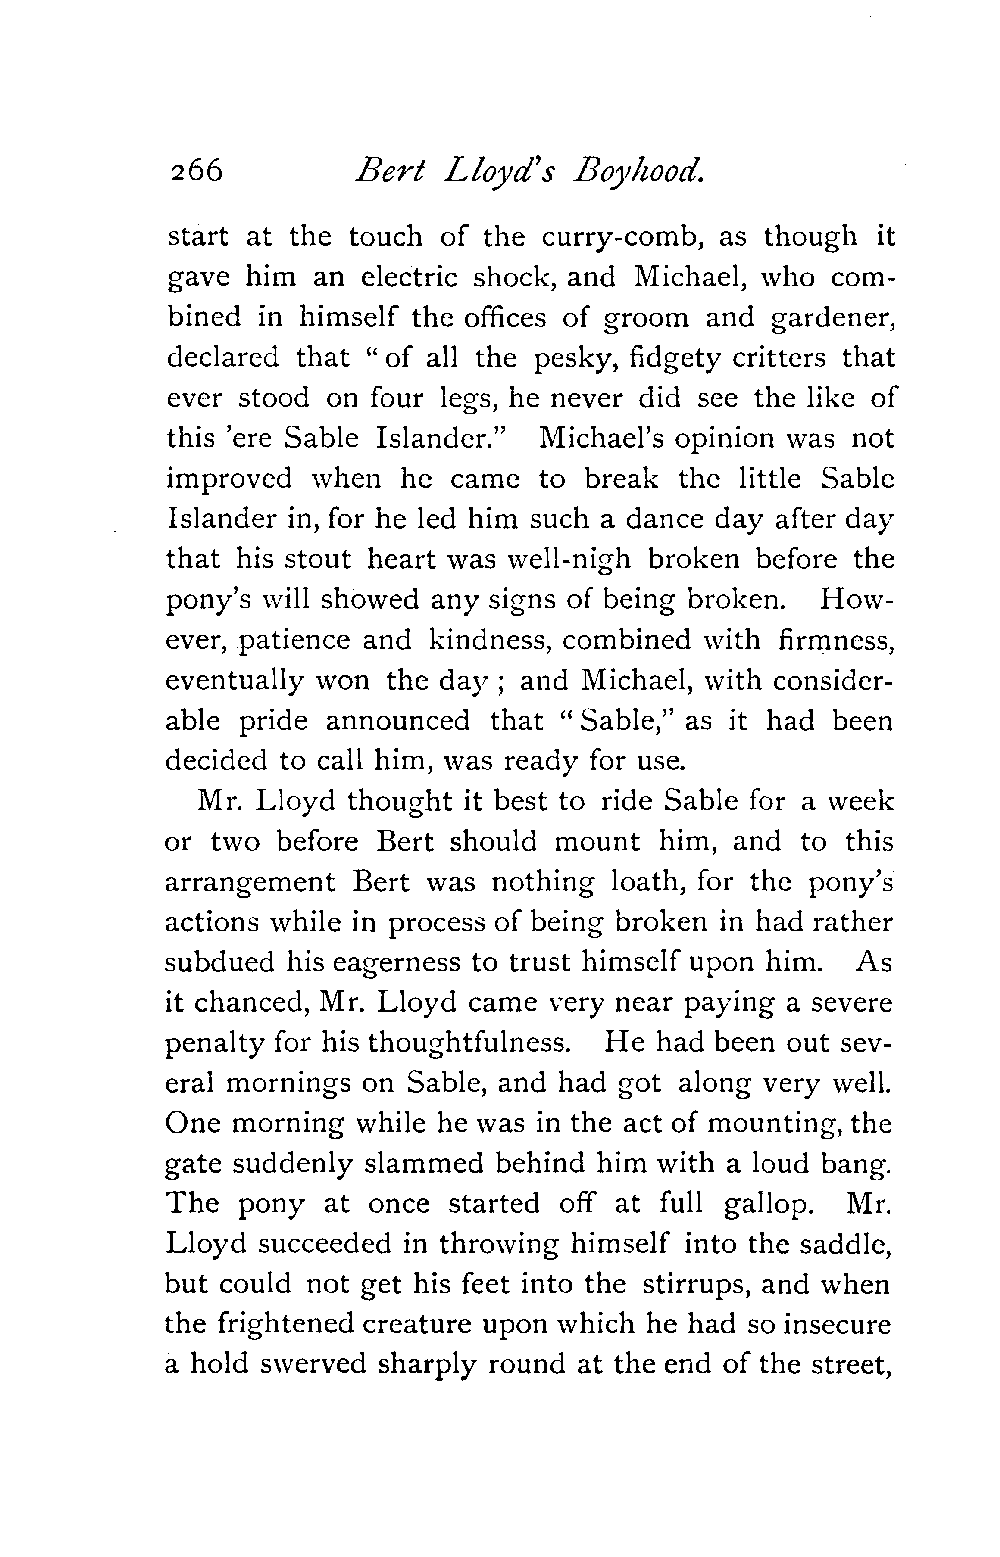 266 Bert Lloyd's Boyhood.
start at the touch of the curry-comb, as though it
gave him an electric shock, and Michael, who com-
bined in himself the offices of groom and gardener,
declared that “of all the pesky, fidgety critters that
ever stood on four legs, he never did see the like of
this ’ere Sable Islander.” Michael’s opinion was not
improved when he came to break the little Sable
Islander in, for he led him such a dance day after day
that his stout heart was well-nigh broken before the
pony’s will showed any signs of being broken. How-
ever, patience and kindness, combined with firmness,
eventually won the day ; and Michael, with consider-
able pride announced that “Sable,” as it had been
decided to call him, was ready for use.
Mr. Lloyd thought it best to ride Sable for a week
or two before Bert should mount him, and to this
arrangement Bert was nothing loath, for the pony’s
actions while in process of being broken in had rather
subdued his eagerness to trust himself upon him. As
it chanced, Mr. Lloyd came very near paying a severe
penalty for his thoughtfulness. He had been out sev-
eral mornings on Sable, and had got along very well.
One morning while he was in the act of mounting, the
gate suddenly slammed behind him with a loud bang.
The pony at once started off at full gallop. Mr.
Lloyd succeeded in throwing himself into the saddle,
but could not get his feet into the stirrups, and when
the frightened creature upon which he had so insecure
a hold swerved sharply round at the end of the street,